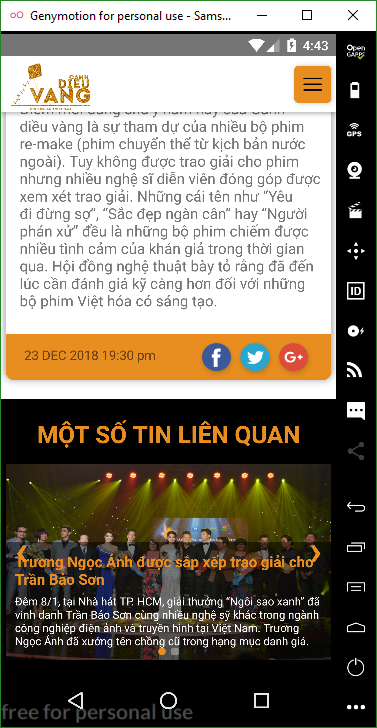 Genymotion for personal use - Sams...
4:43
Open
GAPPS
CÁNH
DIỀU
VÀNG
diều vàng là sự tham dự của nhiều bộ phim
re-make (phim chuyển thể từ kịch bản nước
ngoài). Tuy không được trao giải cho phim
nhưng nhiều nghệ sĩ diễn viên đóng góp được
xem xét trao giải. Những cái tên như “Yêu
đi đừng sợ”, “Sắc đẹp ngàn cân” hay “Người
phán xử” đều là những bộ phim chiếm được
nhiều tình cảm của khán giả trong thời gian
qua. Hội đồng nghệ thuật bày tỏ rằng đã đến
lúc cần đánh giá kỹ càng hơn đối với những
bộ phim Việt hóa có sáng tạo.
GPS
ID
23 DEC 2018 19:30 pm
f
G+
MỘT SỐ TIN LIÊN QUAN
Trương Ngọc Ánh được sắp xếp trao giải cho
Trần Bảo Sơn
Đêm 8/1, tại Nhà hát TP. HCM, giải thưởng “Ngôi sao xanh” đã
vinh danh Trần Bảo Sơn cùng nhiều nghệ sỹ khác trong ngành
công nghiệp điện ảnh và truyền hình tại Việt Nam. Trương
Ngọc Ánh đã xướng tên chồng cũ trong hạng mục danh giá.
free for personal use